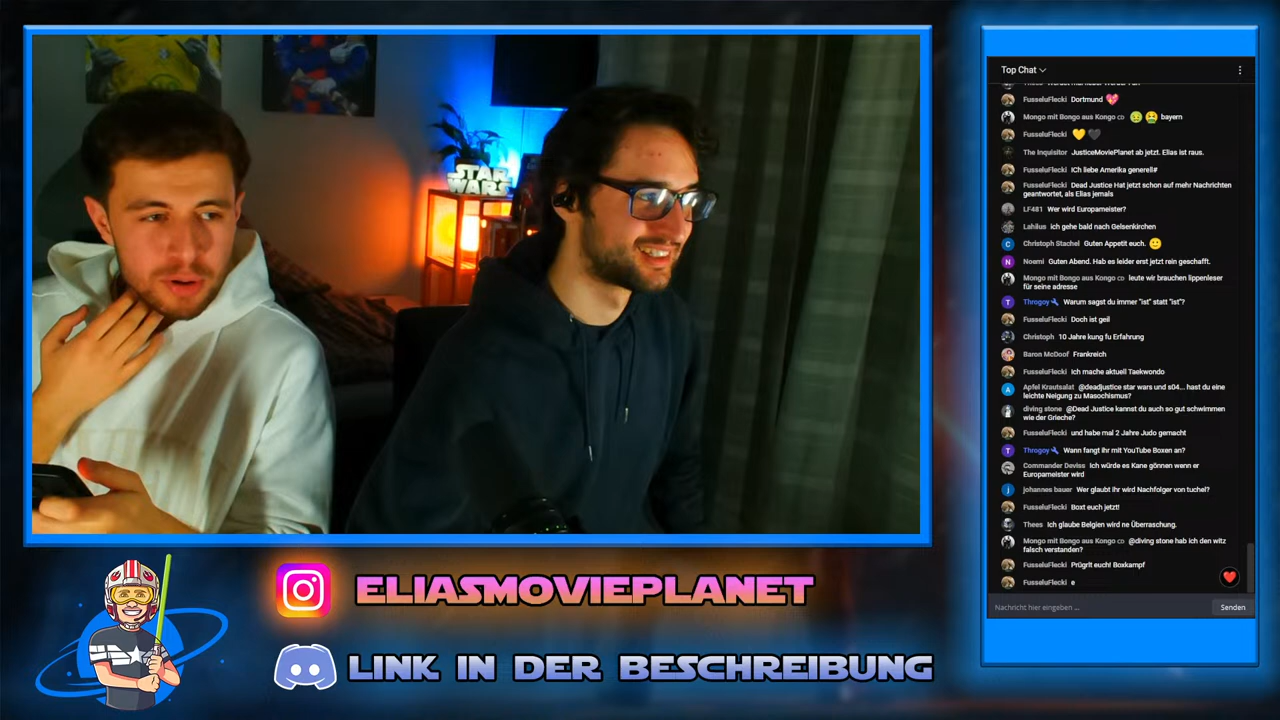 Top Chat
FusseluFlecki Dortmund 💖
Mongo mit Bongo aus Kongo CD 🤢 🤮 bayern
FusseluFlecki 💛 🖤
The Inquisitor JusticeMoviePlanet ab jetzt. Elias ist raus.
FusseluFlecki ICh liebe Amerika generell#
FusseluFlecki Dead Justice Hat jetzt schon auf mehr Nachrichten
geantwortet, als Elias jemals
LF481 Wer wird Europameister?
Lahilus ich gehe bald nach Gelsenkirchen
Christoph Stachel Guten Appetit euch. 🙂
Noemi Guten Abend. Hab es leider erst jetzt rein geschafft.
Mongo mit Bongo aus Kongo CD leute wir brauchen lippenleser
für seine adresse
Throgoy Warum sagst du immer "ist" statt "ist"?
FusseluFlecki Doch ist geil
Christoph 10 Jahre kung fu Erfahrung
Baron McDoof Frankreich
FusseluFlecki Ich mache aktuell Taekwondo
Apfel Krautsalat @deadjustice star wars und s04... hast du eine
leichte Neigung zu Masochismus?
diving stone @Dead Justice kannst du auch so gut schwimmen
wie der Grieche?
FusseluFlecki und habe mal 2 Jahre Judo gemacht
Throgoy Wann fangt ihr mit YouTube Boxen an?
Commander Deviss Ich würde es Kane gönnen wenn er
Europameister wird
johannes bauer Wer glaubt ihr wird Nachfolger von tuchel?
FusseluFlecki Boxt euch jetzt!
Thees Ich glaube Belgien wird ne Überraschung.
Mongo mit Bongo aus Kongo CD @diving stone hab ich den witz
falsch verstanden?
FusseluFlecki Prügrlt euch! Boxkampf
FusseluFlecki e
Nachricht hier eingeben ...
Senden
STAR
WARS
ELIASMOVIEPLANET
LINK IN DER BESCHREIBUNG